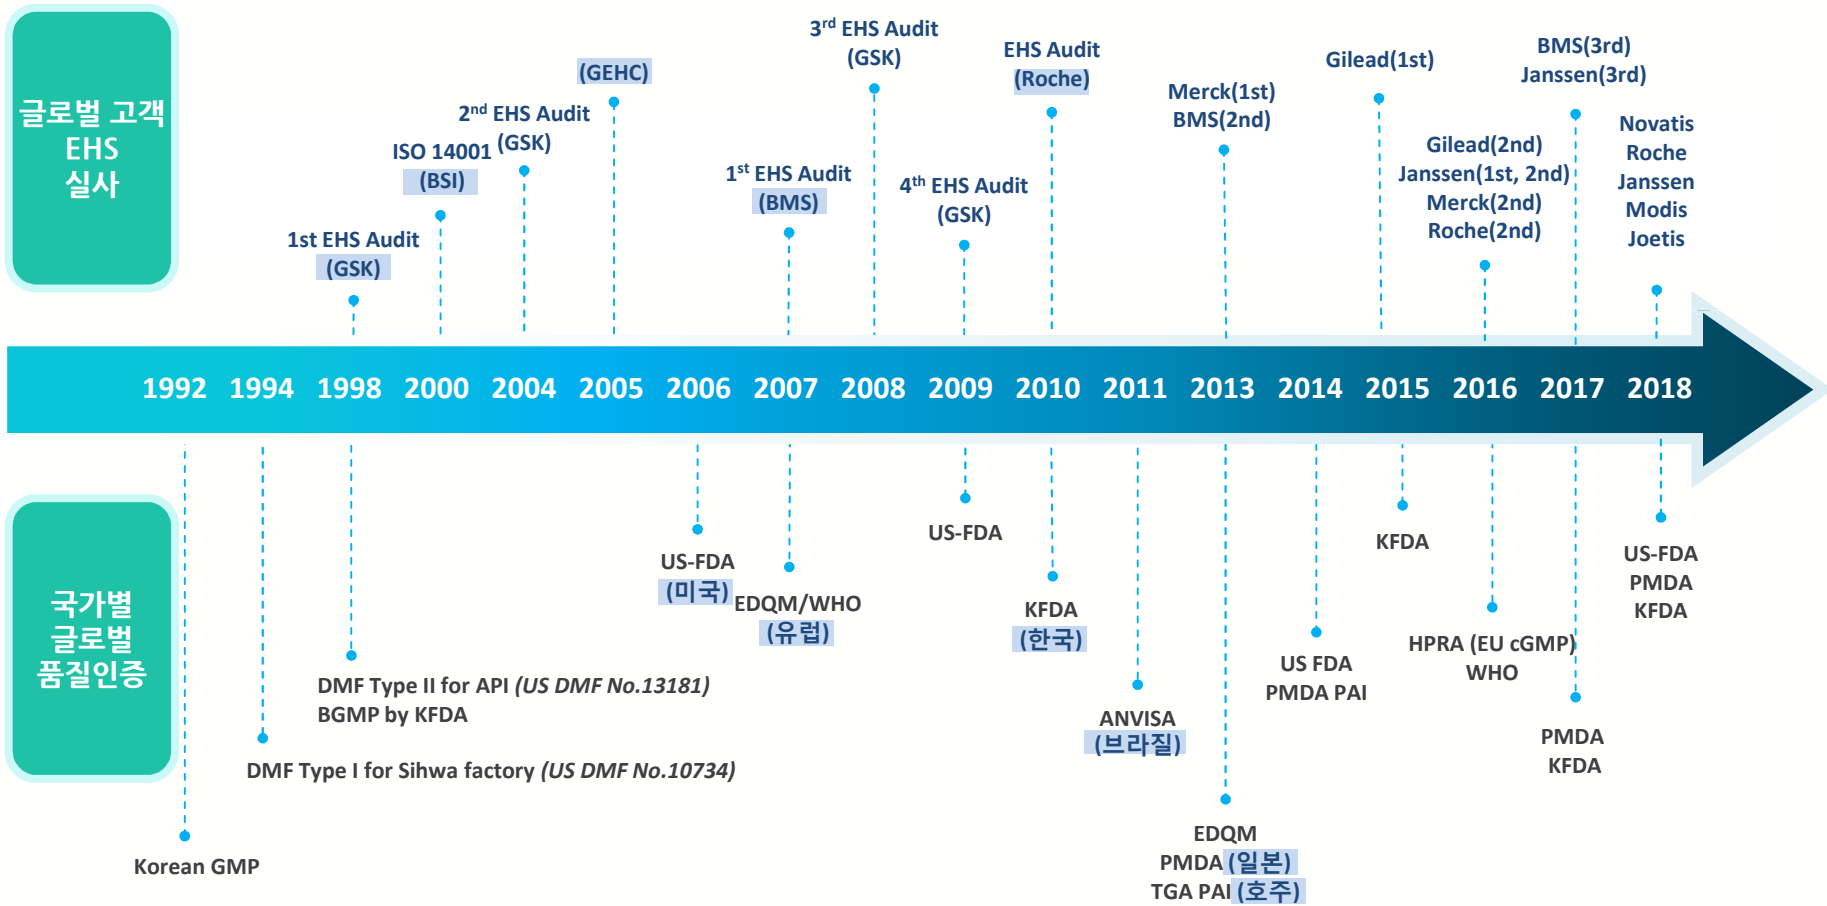 글로벌 고객
EHS
실사
1st EHS Audit
(GSK)
ISO 14001
(BSI)
2nd EHS Audit
(GSK)
(GEHC)
1st EHS Audit
(BMS)
3rd EHS Audit
(GSK)
4th EHS Audit
(GSK)
EHS Audit
(Roche)
Merck(1st)
BMS(2nd)
Gilead(1st)
Gilead(2nd)
Janssen(1st, 2nd)
Merck(2nd)
Roche(2nd)
BMS(3rd)
Janssen(3rd)
Novatis
Roche
Janssen
Modis
Joetis
1992 1994 1998 2000 2004 2005 2006 2007 2008 2009 2010 2011 2013 2014 2015 2016 2017 2018
국가별
글로벌
품질인증
Korean GMP
DMF Type I for Sihwa factory (US DMF No.10734)
DMF Type II for API (US DMF No.13181)
BGMP by KFDA
US-FDA
(미국)
EDQM/WHO
(유럽)
US-FDA
KFDA
(한국)
ANVISA
(브라질)
EDQM
PMDA (일본)
TGA PAI (호주)
US FDA
PMDA PAI
KFDA
HPRA (EU cGMP)
WHO
PMDA
KFDA
US-FDA
PMDA
KFDA